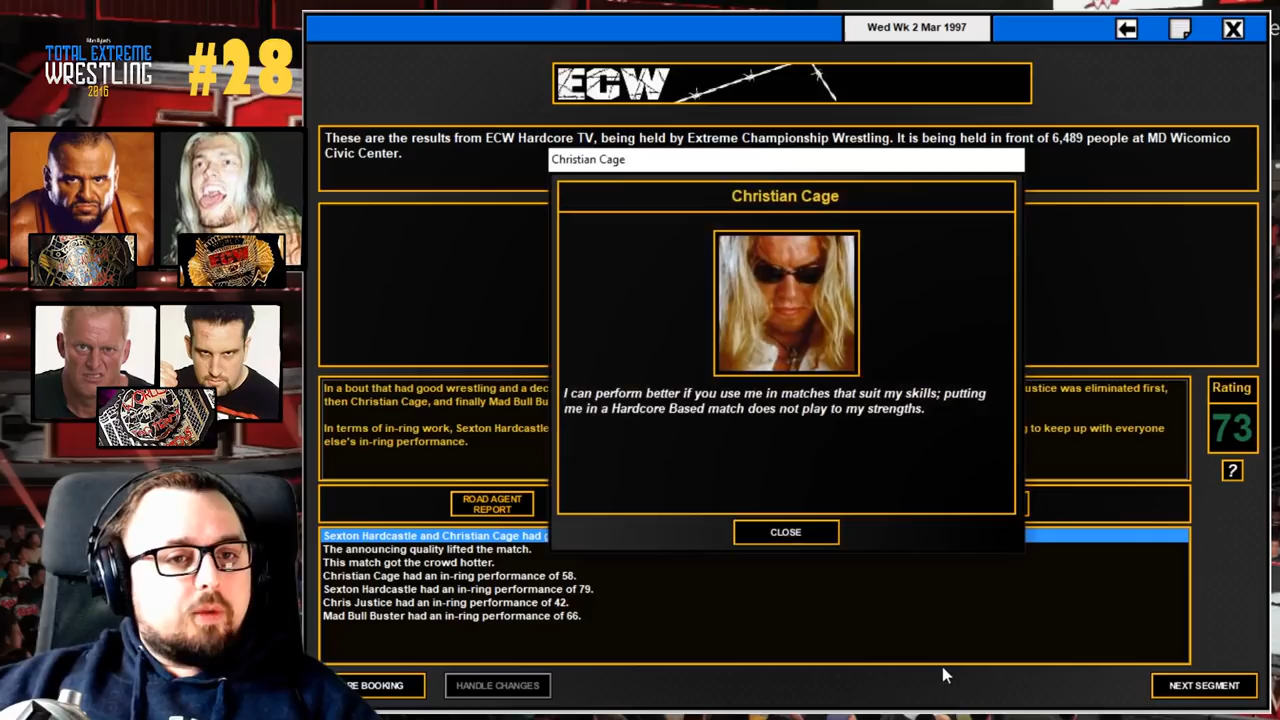 Adam Ryland's
TOTAL EXTREME
WRESTLING
2016
#28
Wed Wk 2 Mar 1997
ECW
These are the results from ECW Hardcore TV, being held by Extreme Championship Wrestling. It is being held in front of 6,489 people at MD Wicomico
Civic Center.
Christian Cage
Christian Cage
I can perform better if you use me in matches that suit my skills; putting
me in a Hardcore Based match does not play to my strengths.
CLOSE
In a bout that had good wrestling and a dec
ustice was eliminated first,
then Christian Cage, and finally Mad Bull Bu
In terms of in-ring work, Sexton Hardcastle
g to keep up with everyone
else's in-ring performance.
Rating
73
?
ROAD AGENT
REPORT
Sexton Hardcastle and Christian Cage had g
The announcing quality lifted the match.
This match got the crowd hotter.
Christian Cage had an in-ring performance of 58.
Sexton Hardcastle had an in-ring performance of 79.
Chris Justice had an in-ring performance of 42.
Mad Bull Buster had an in-ring performance of 66.
RE BOOKING
HANDLE CHANGES
NEXT SEGMENT